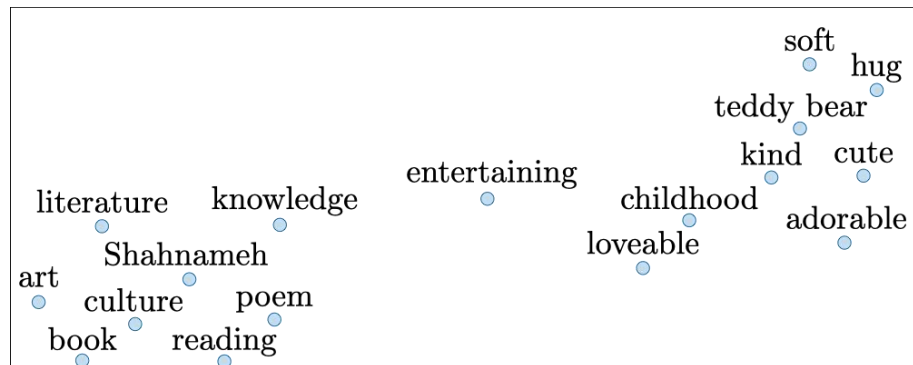 soft
hug
teddy bear
kind
cute
entertaining
literature
knowledge
childhood
adorable
loveable
Shahnameh
art
culture
poem
book
reading